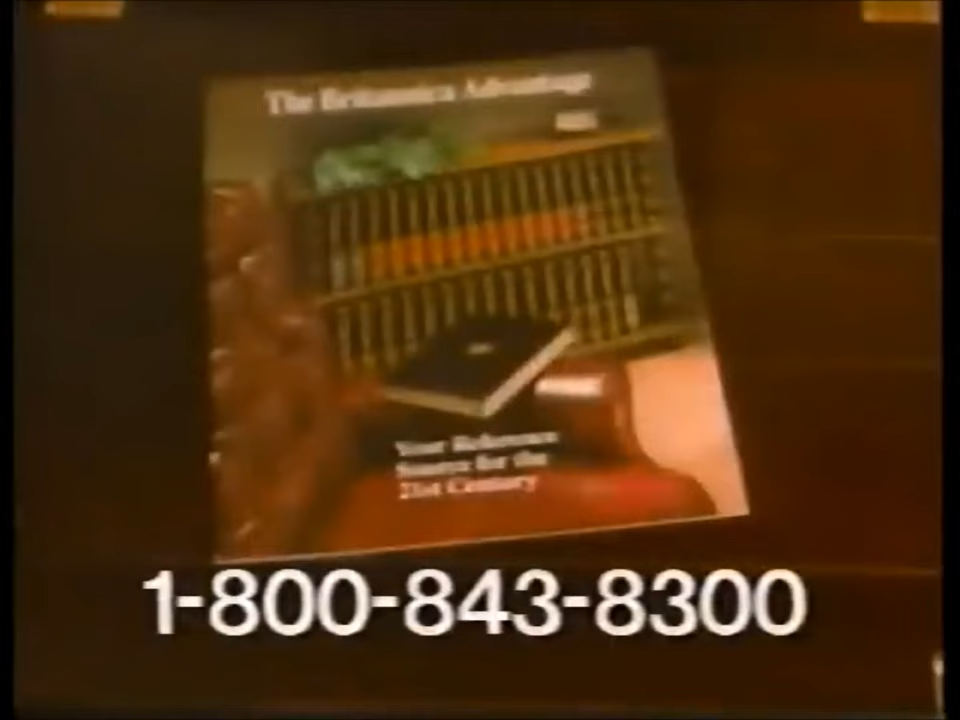 The Britannica Advantage
Your Reference
Source for the
21st Century
1-800-843-8300